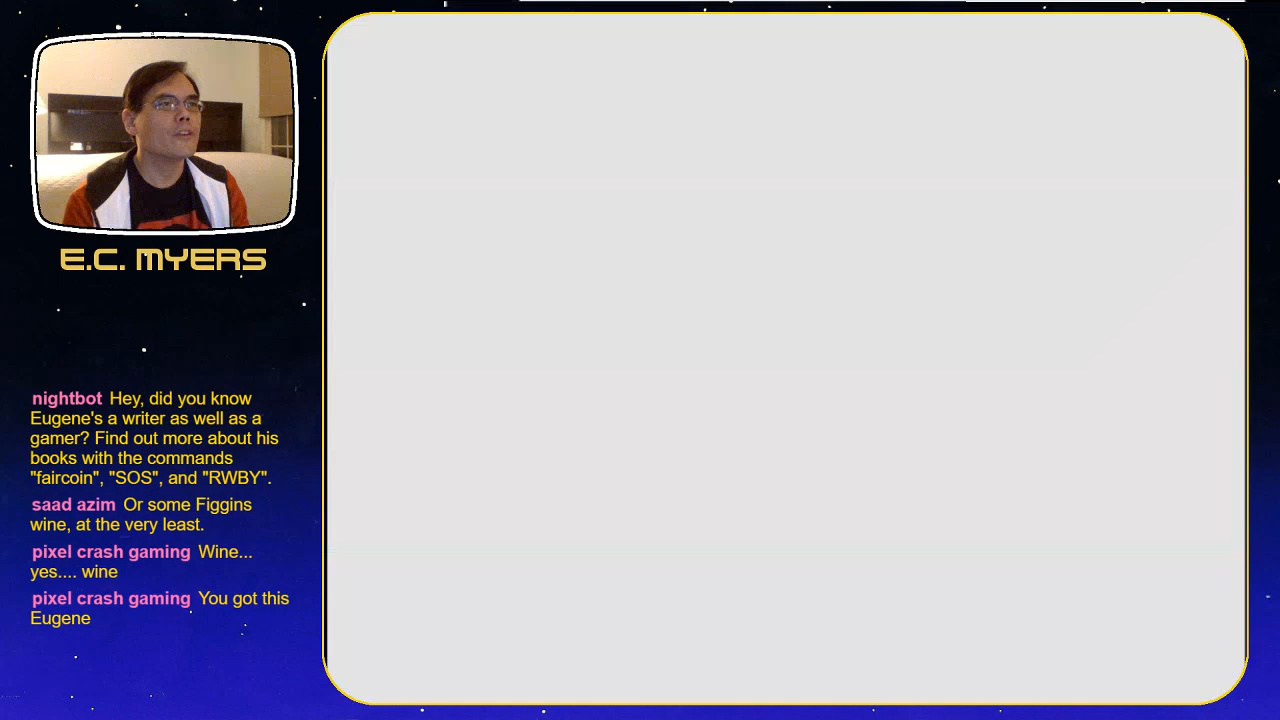 E.C. MYERS
nightbot Hey, did you know
Eugene's a writer as well as a
gamer? Find out more about his
books with the commands
"faircoin", "SOS", and "RWBY".
saad azim Or some Figgins
wine, at the very least.
pixel crash gaming Wine...
yes.... wine
pixel crash gaming You got this
Eugene